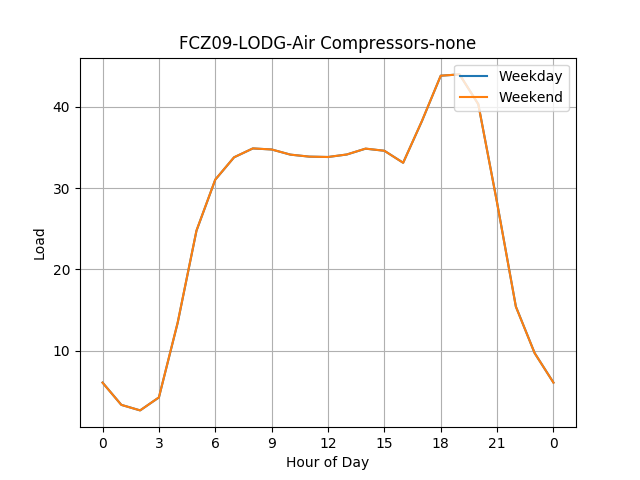 FCZ09-LODG-Air Compressors-none
Weekday
Weekend
Load
40
30
20
10
0 3 6 9 12 15 18 21 0
Hour of Day